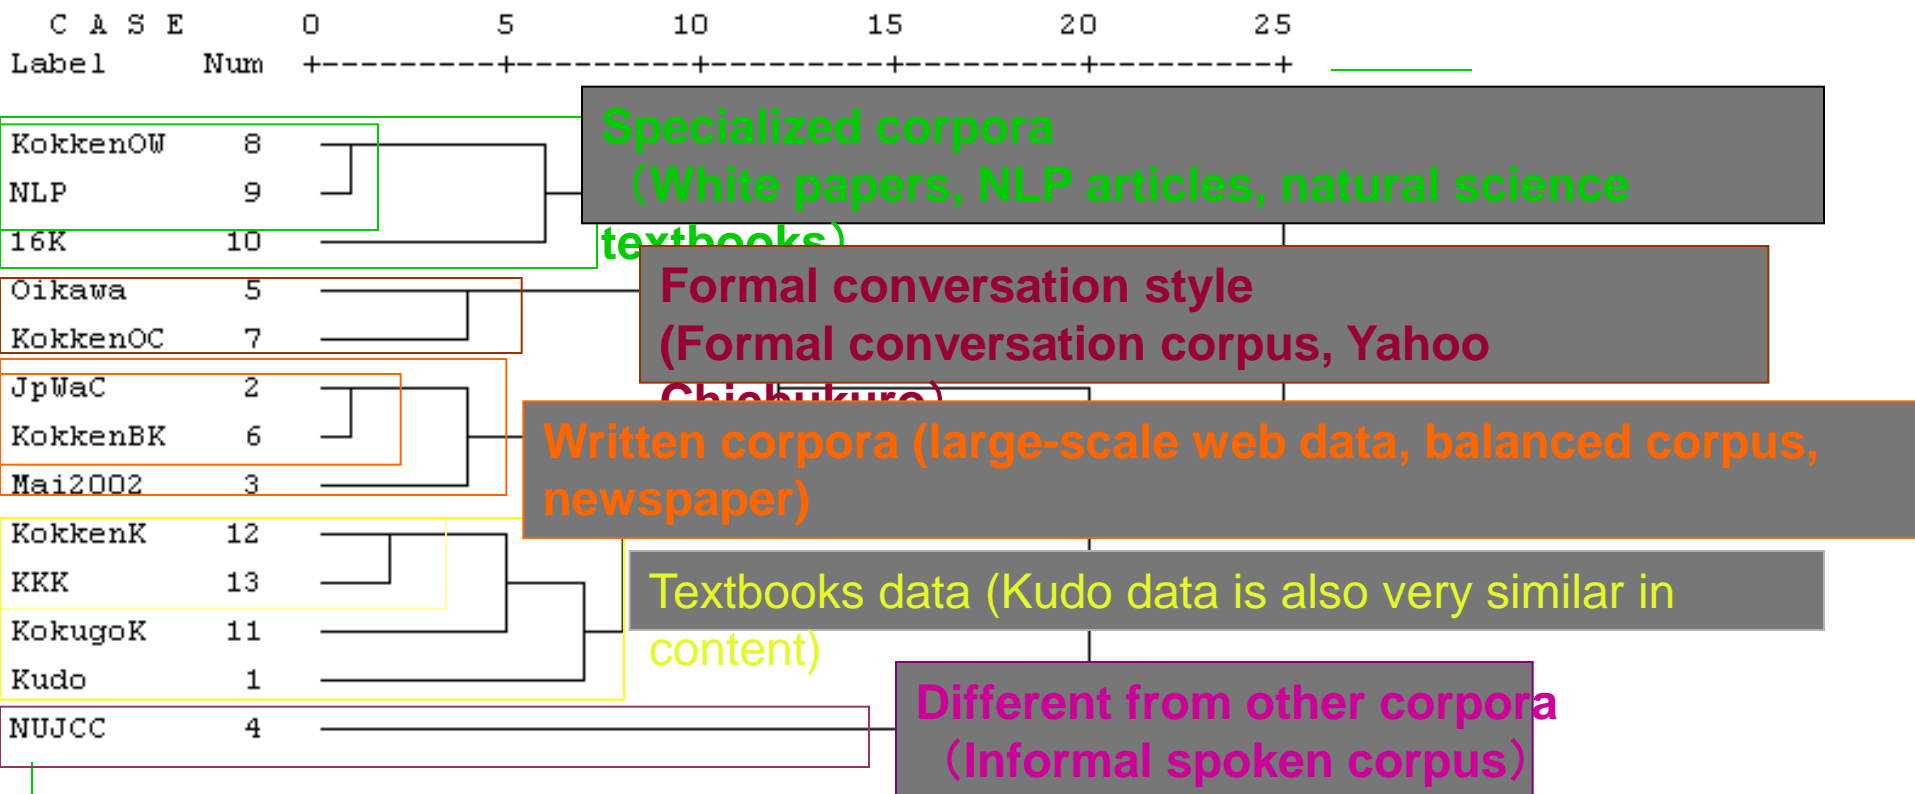 C A S E 0 5 10 15 20 25
Label Num +---------+---------+---------+---------+---------+
KokkenOW 8
NLP 9
16K 10
Oikawa 5
KokkenOC 7
JpWaC 2
KokkenBK 6
Mai2002 3
KokkenK 12
KKK 13
KokugoK 11
Kudo 1
NUJCC 4
Specialized corpora
（White papers, NLP articles, natural science
textbooks）
Formal conversation style
(Formal conversation corpus, Yahoo
Chiebukuro）
Written corpora (large-scale web data, balanced corpus,
newspaper)
Textbooks data (Kudo data is also very similar in
content)
Different from other corpora
（Informal spoken corpus）